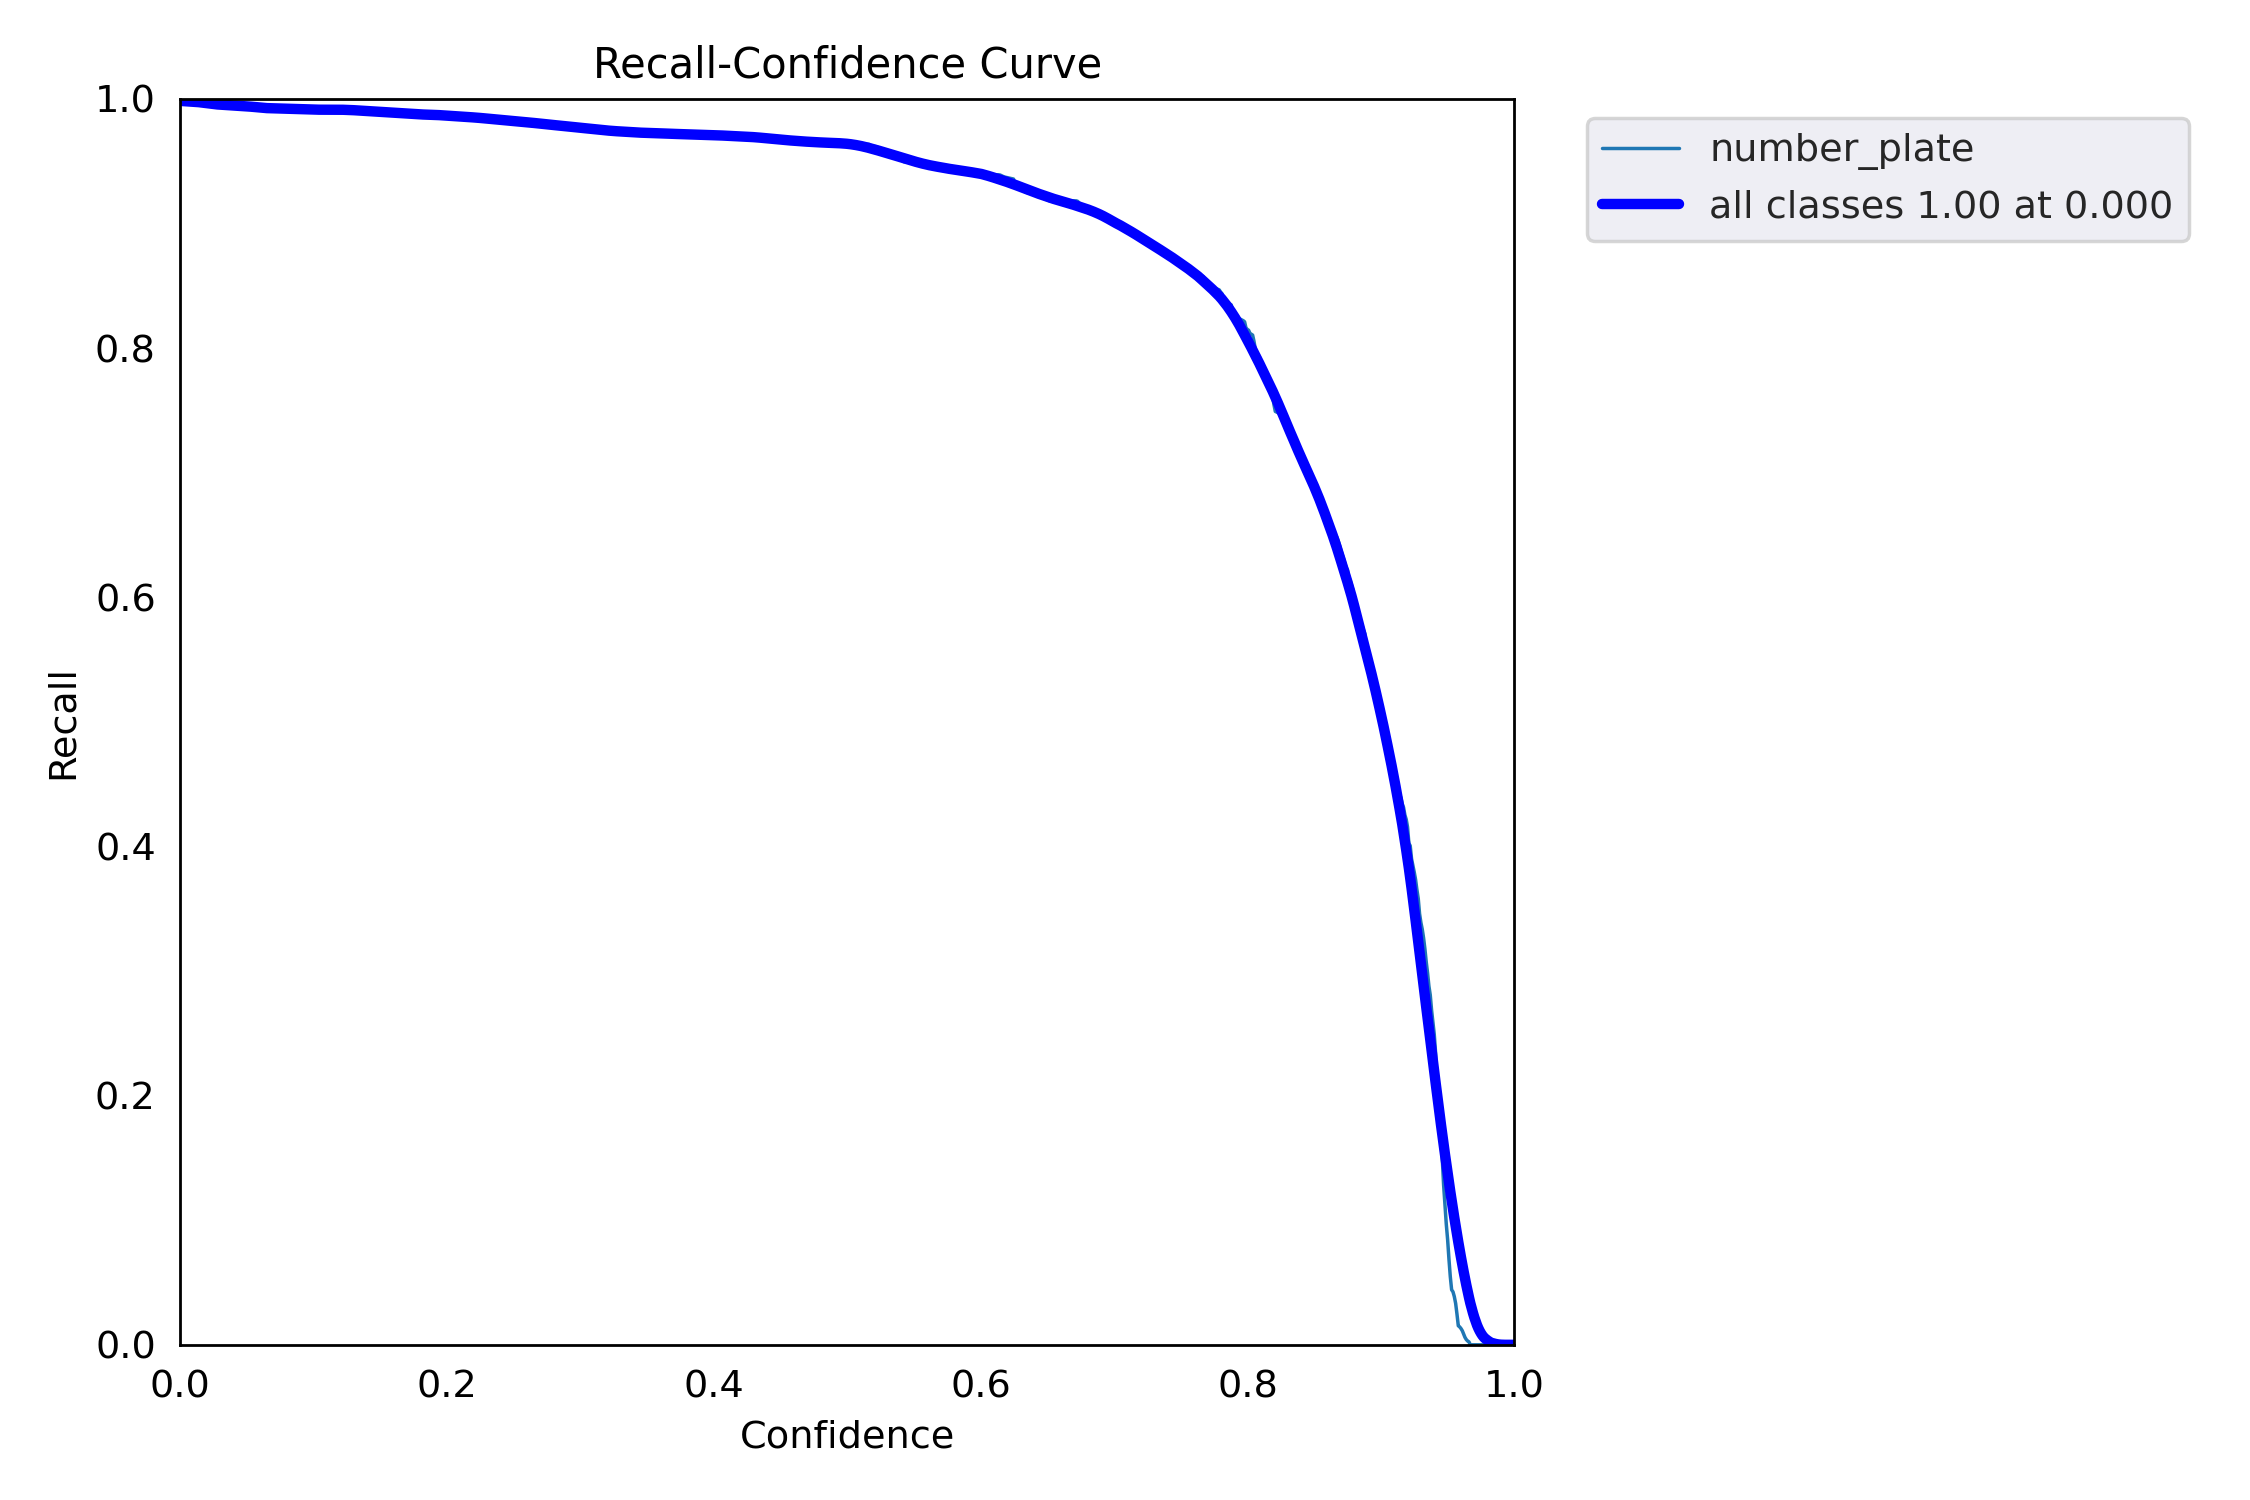 Recall-Confidence Curve
number_plate
all classes 1.00 at 0.000
1.0
0.8
0.6
0.4
0.2
0.0
Recall
0.0 0.2 0.4 0.6 0.8 1.0
Confidence